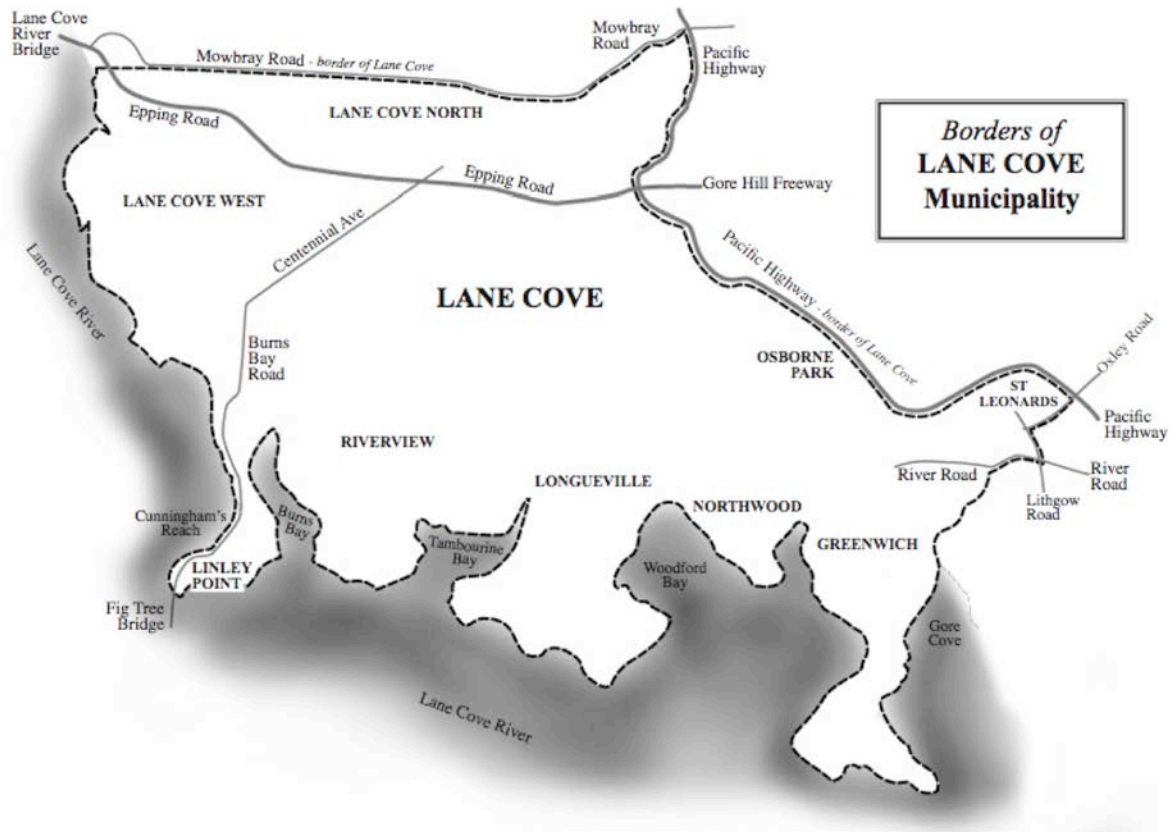 Lane Cove
River
Bridge
Mowbray
Road
Mowbray Road - border of Lane Cove
Pacific
Highway
Epping Road
LANE COVE NORTH
Borders of
LANE COVE
Municipality
Epping Road
Gore Hill Freeway
LANE COVE WEST
Centennial Ave
Lane Cove River
LANE COVE
Pacific Highway - border of Lane Cove
Burns
Bay
Road
OSBORNE
PARK
Oxley Road
ST
LEONARDS
Pacific
Highway
RIVERVIEW
River Road
River
Road
Lithgow
Road
LONGUEVILLE
NORTHWOOD
Cunningham's
Reach
Burns
Bay
Tambourine
Bay
GREENWICH
LINLEY
POINT
Woodford
Bay
Fig Tree
Bridge
Gore
Cove
Lane Cove River